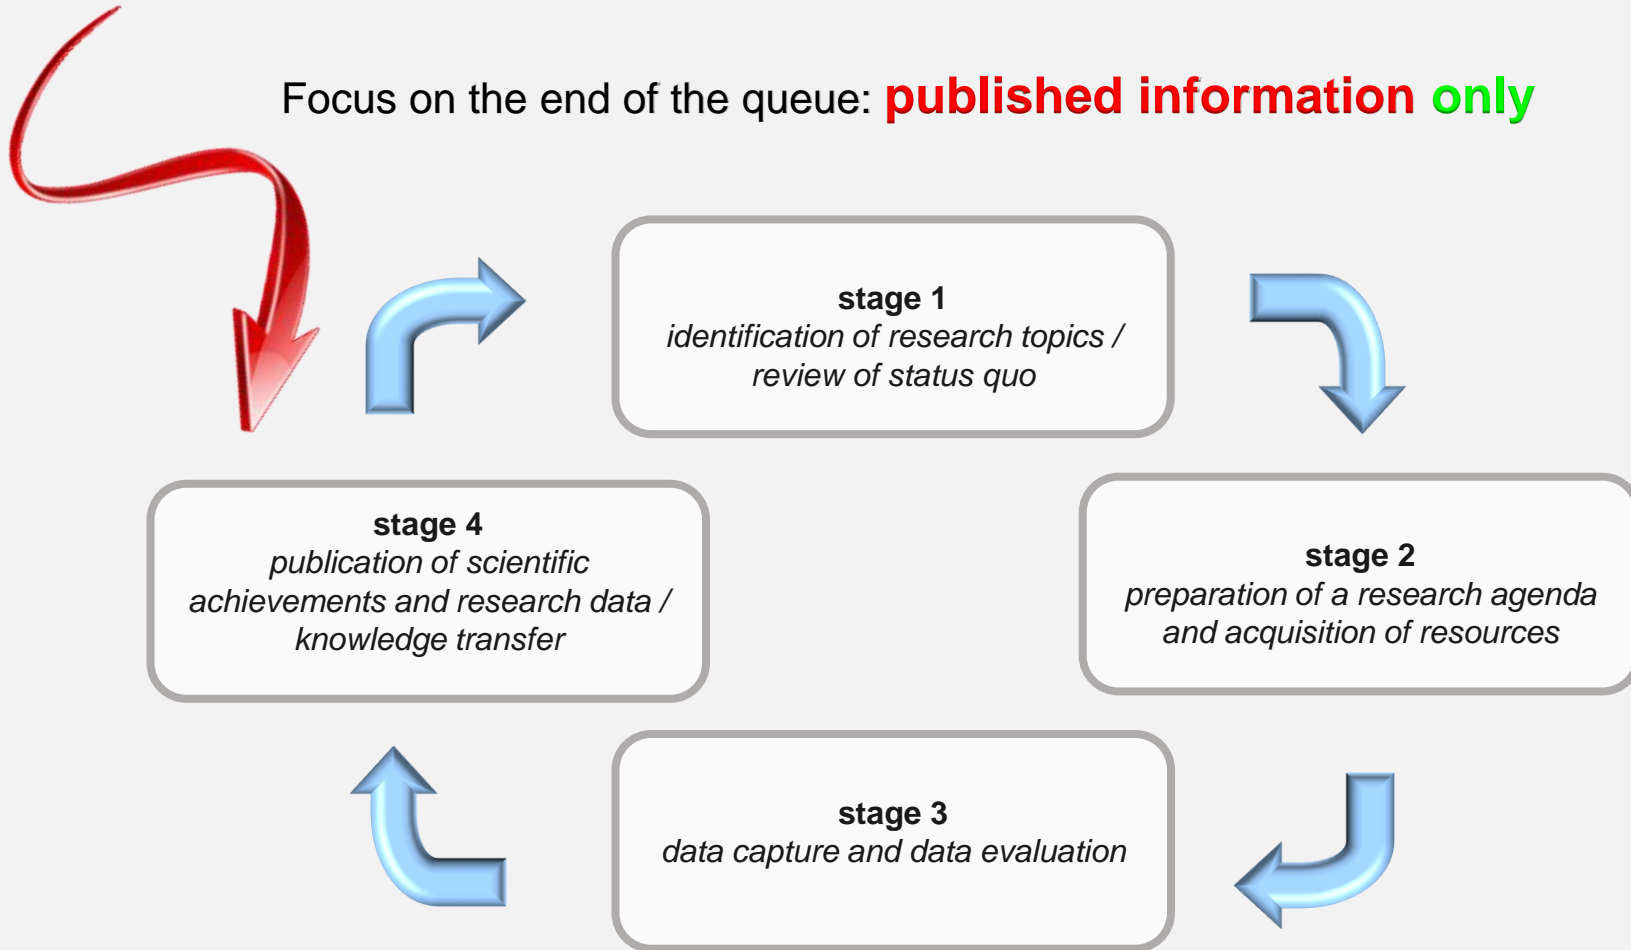 Focus on the end of the queue: published information only
stage 1
identification of research topics /
review of status quo
stage 2
preparation of a research agenda
and acquisition of resources
stage 3
data capture and data evaluation
stage 4
publication of scientific
achievements and research data /
knowledge transfer